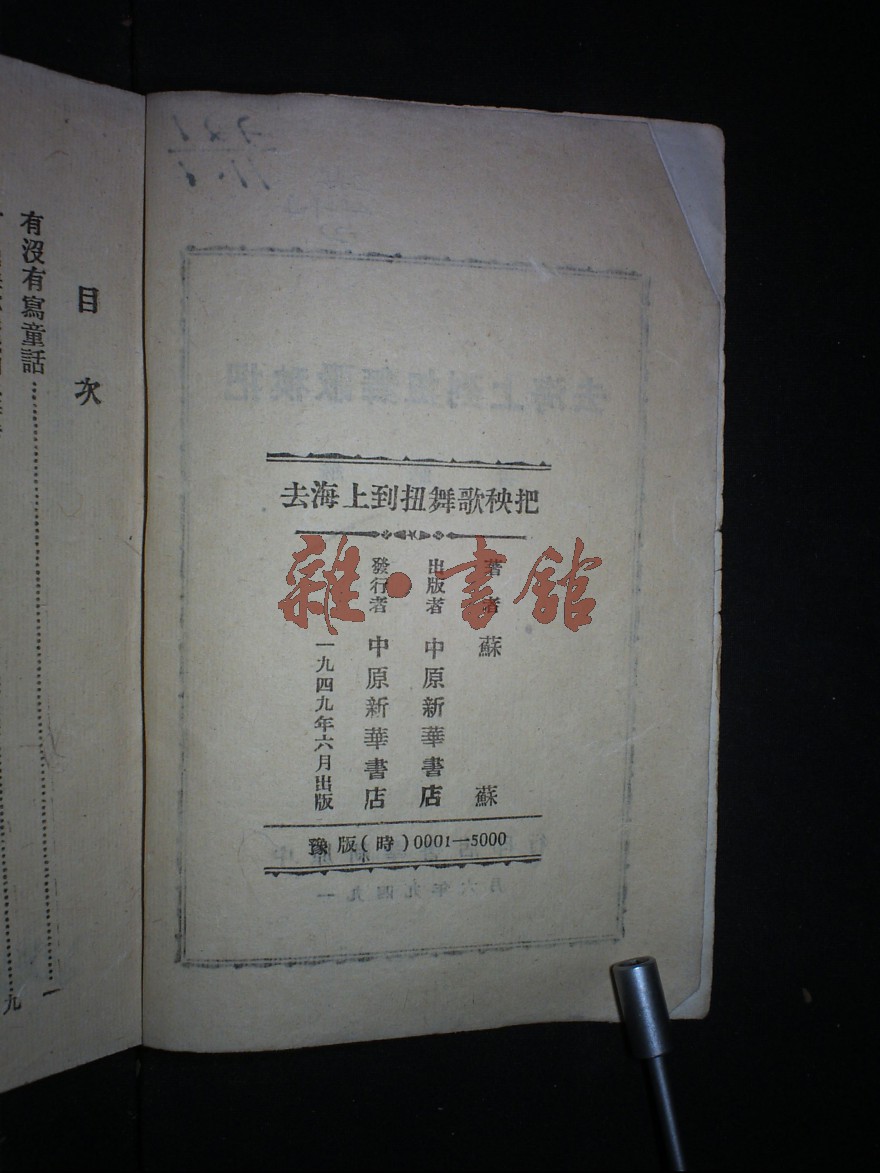 把秧歌舞扭到上海去
著者 蘇蘇
出版者 中原新華書店
發行者 中原新華書店
一九四九年六月出版
豫版(時)0001—5000
雜·書館
目次
有沒有寫童話……一
九